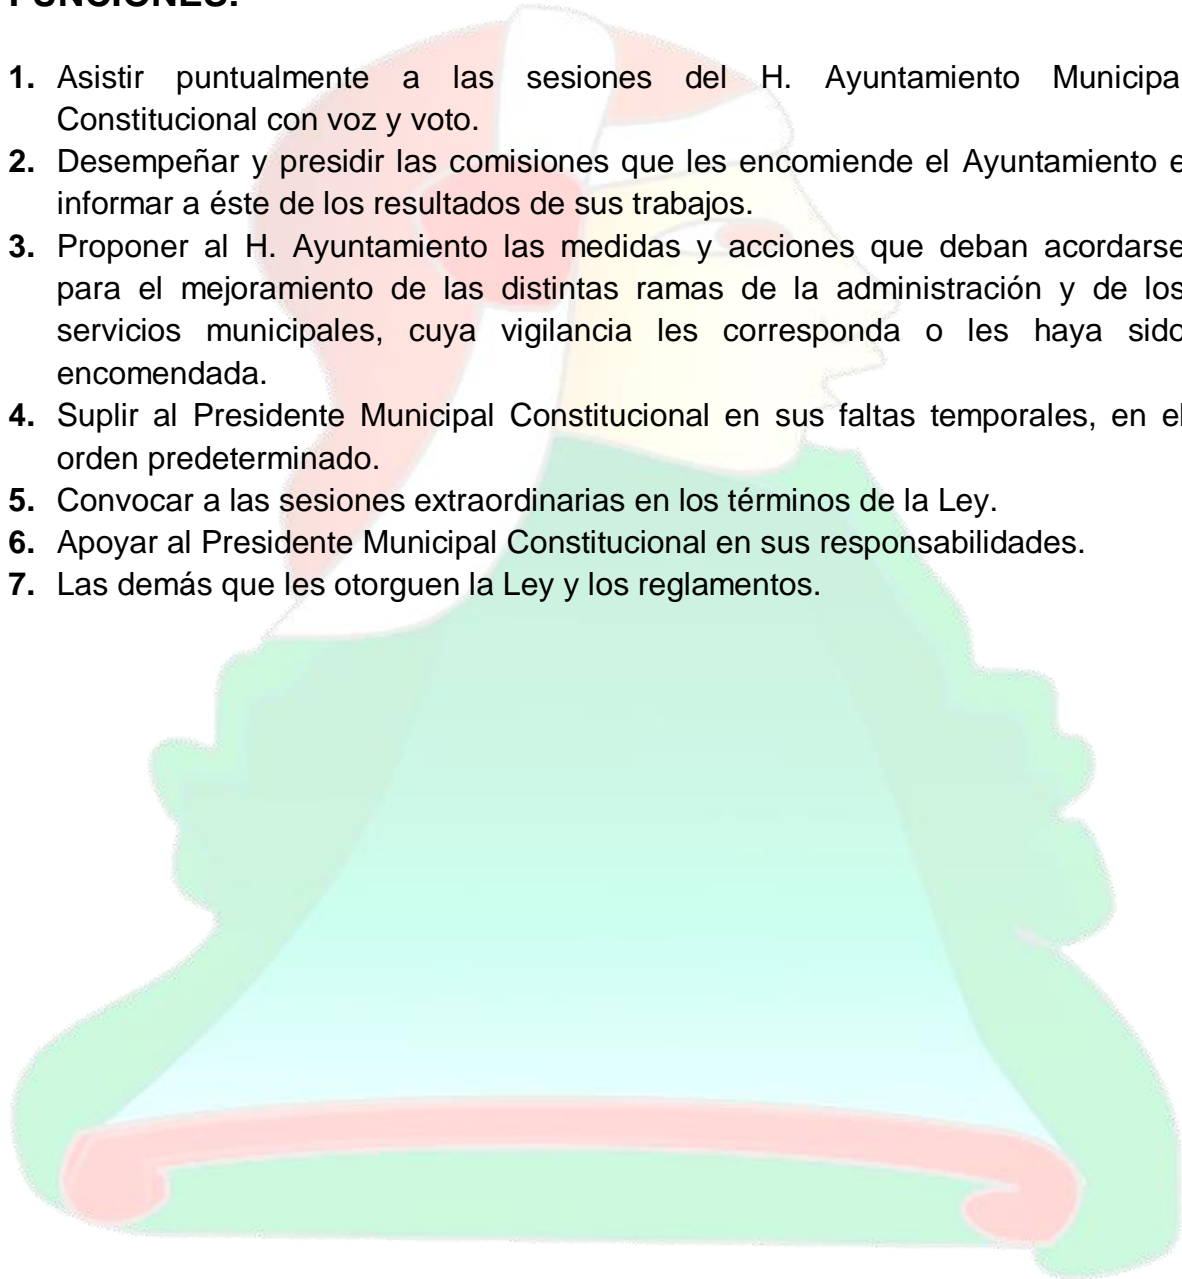 FUNCIONES:
1. Asistir puntualmente a las sesiones del H. Ayuntamiento Municipa
Constitucional con voz y voto.
2. Desempeñar y presidir las comisiones que les encomiende el Ayuntamiento e
informar a éste de los resultados de sus trabajos.
3. Proponer al H. Ayuntamiento las medidas y acciones que deban acordarse
para el mejoramiento de las distintas ramas de la administración y de los
servicios municipales, cuya vigilancia les corresponda o les haya sido
encomendada.
4. Suplir al Presidente Municipal Constitucional en sus faltas temporales, en el
orden predeterminado.
5. Convocar a las sesiones extraordinarias en los términos de la Ley.
6. Apoyar al Presidente Municipal Constitucional en sus responsabilidades.
7. Las demás que les otorguen la Ley y los reglamentos.